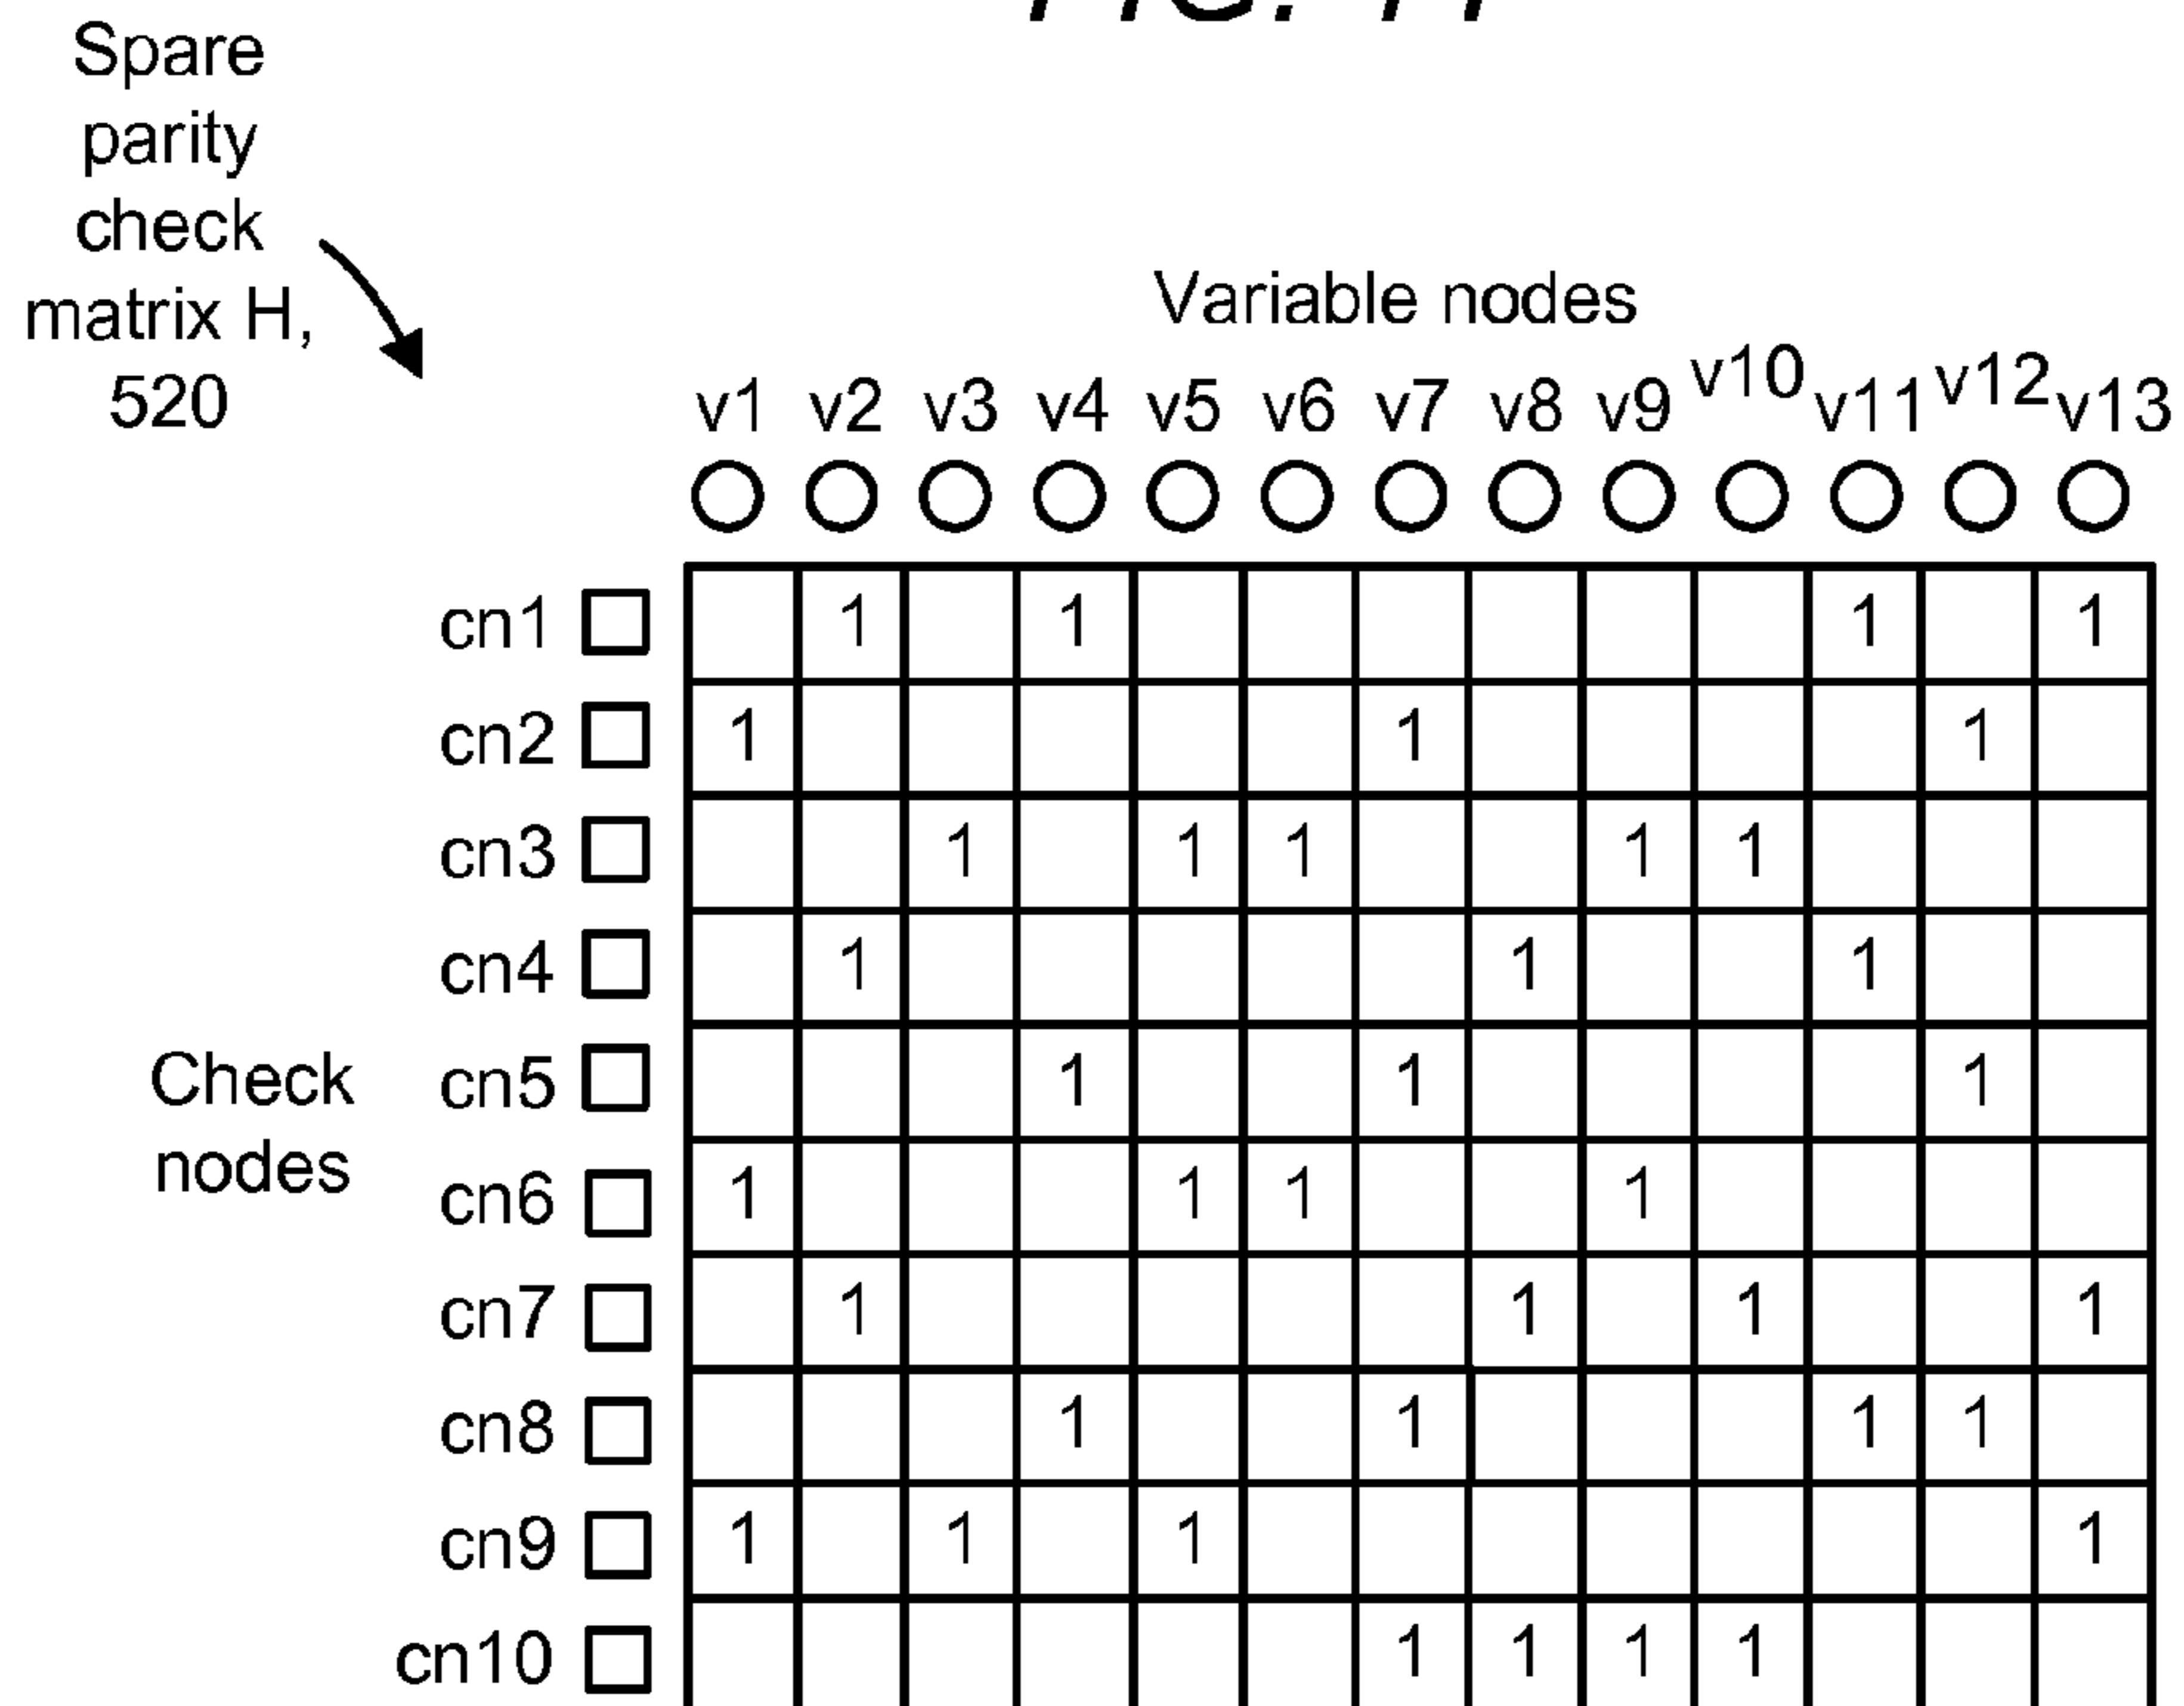 Spare
parity
check
matrix H,
520
Variable nodes
v1 v2 v3 v4 v5 v6 v7 v8 v9 v10 v11 v12 v13
cn1 1 1 1 1
cn2 1 1 1
cn3 1 1 1 1 1
cn4 1 1 1
Check
nodes
cn5 1 1 1
cn6 1 1 1 1
cn7 1 1 1 1
cn8 1 1 1 1
cn9 1 1 1 1
cn10 1 1 1 1